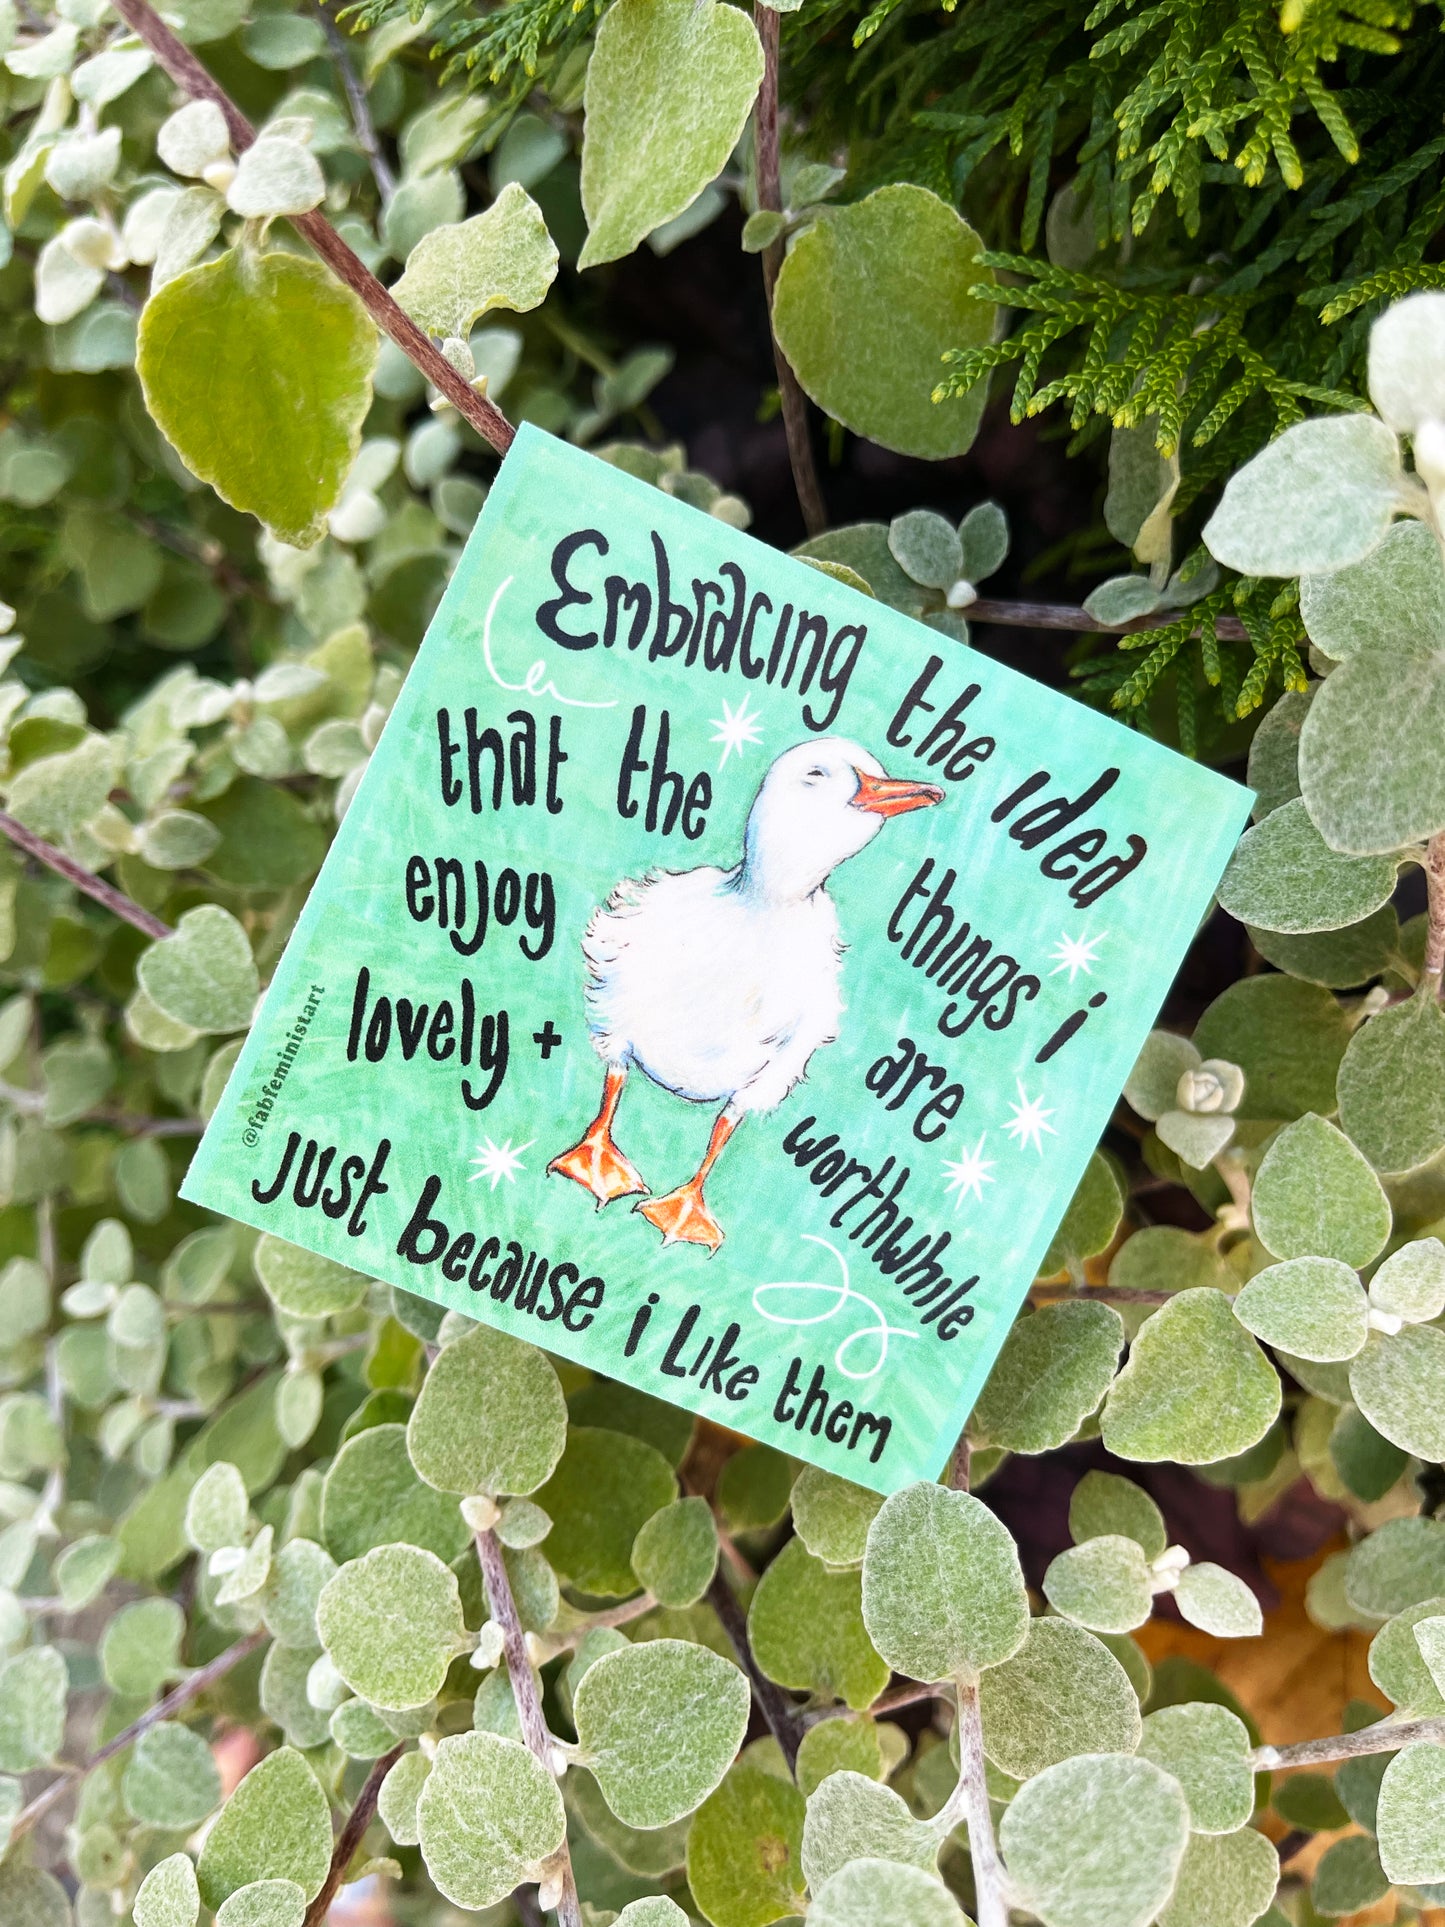 Embracing the idea
that the things i
enjoy are
lovely + worthwhile
just because i like them
@fabfeministart